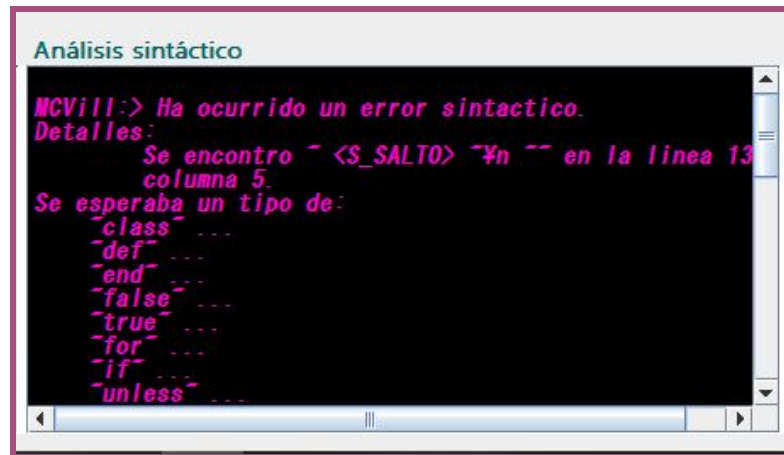 Análisis sintáctico
MCVill:> Ha ocurrido un error sintactico.
Detalles:
Se encontro " <S_SALTO> "¥n "" en la linea 13
columna 5.
Se esperaba un tipo de:
"class" ...
"def" ...
"end" ...
"false" ...
"true" ...
"for" ...
"if" ...
"unless" ...